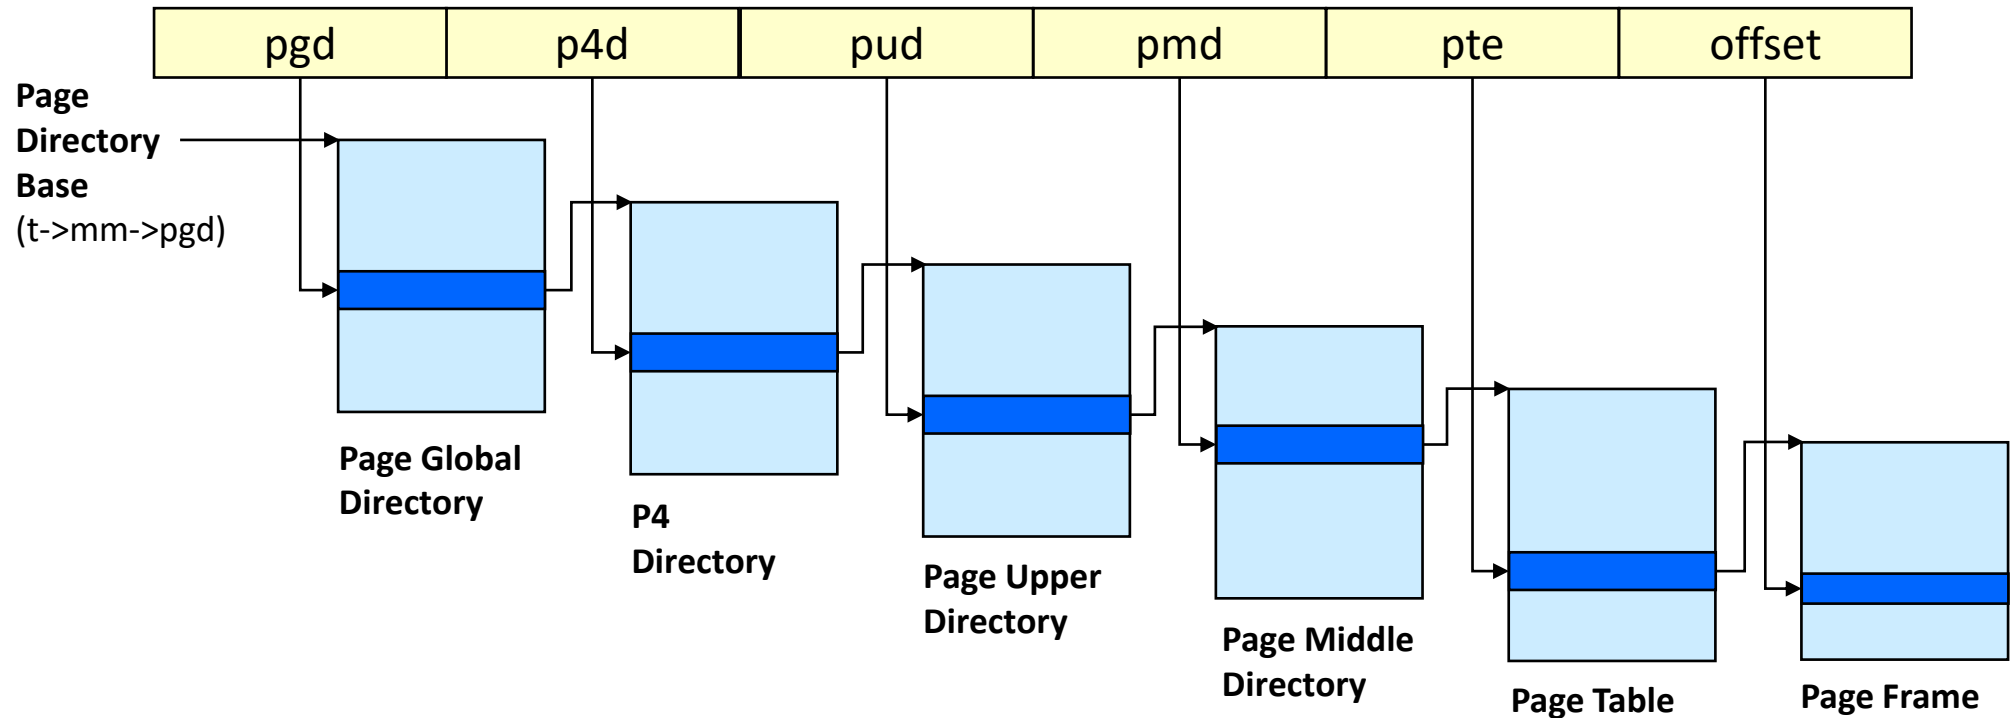 pgd p4d pud pmd pte offset
Page
Directory
Base
(t->mm->pgd)
Page Global
Directory
P4
Directory
Page Upper
Directory
Page Middle
Directory
Page Table
Page Frame